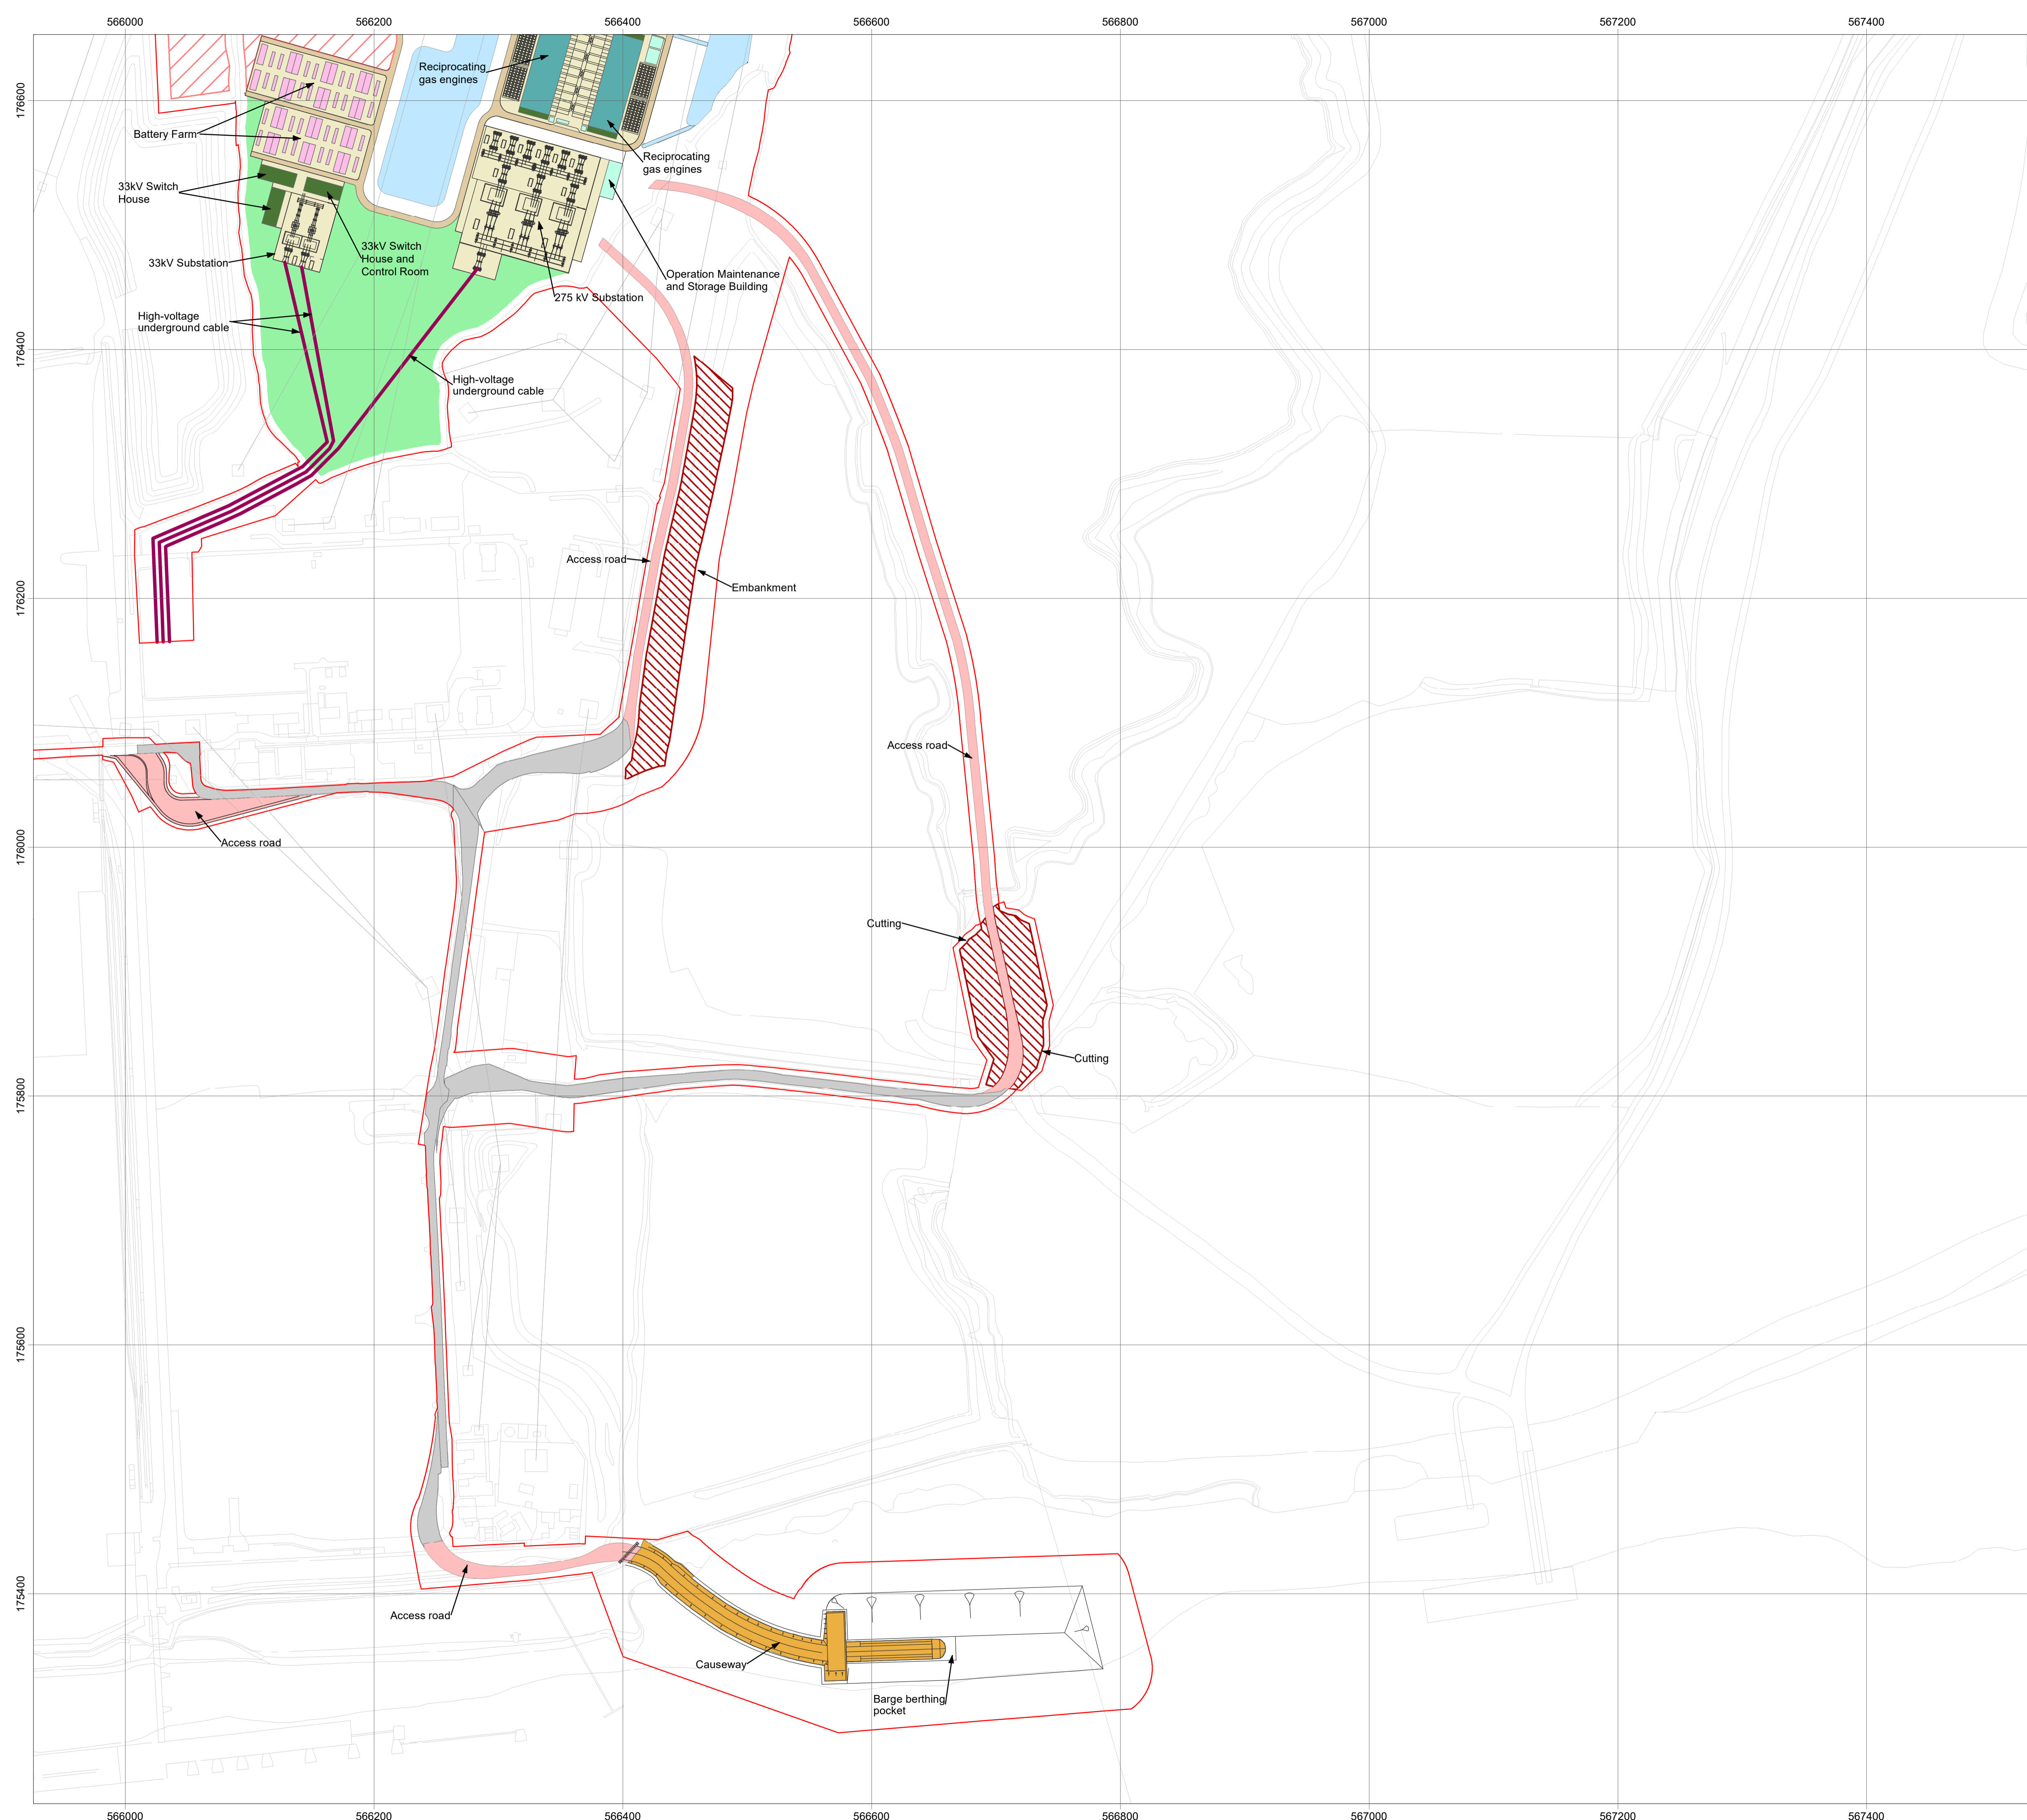 566000 566200 566400 566600 566800 567000 567200 567400
176600
176400
176200
176000
175800
175600
175400
Reciprocating
gas engines
Battery Farm
Reciprocating
gas engines
33kV Switch
House
33kV Switch
House and
Control Room
33kV Substation
Operation Maintenance
and Storage Building
275 kV Substation
High-voltage
underground cable
High-voltage
underground cable
Access road
Embankment
Access road
Access road
Cutting
Cutting
Access road
Causeway
Barge berthing
pocket
566000 566200 566400 566600 566800 567000 567200 567400